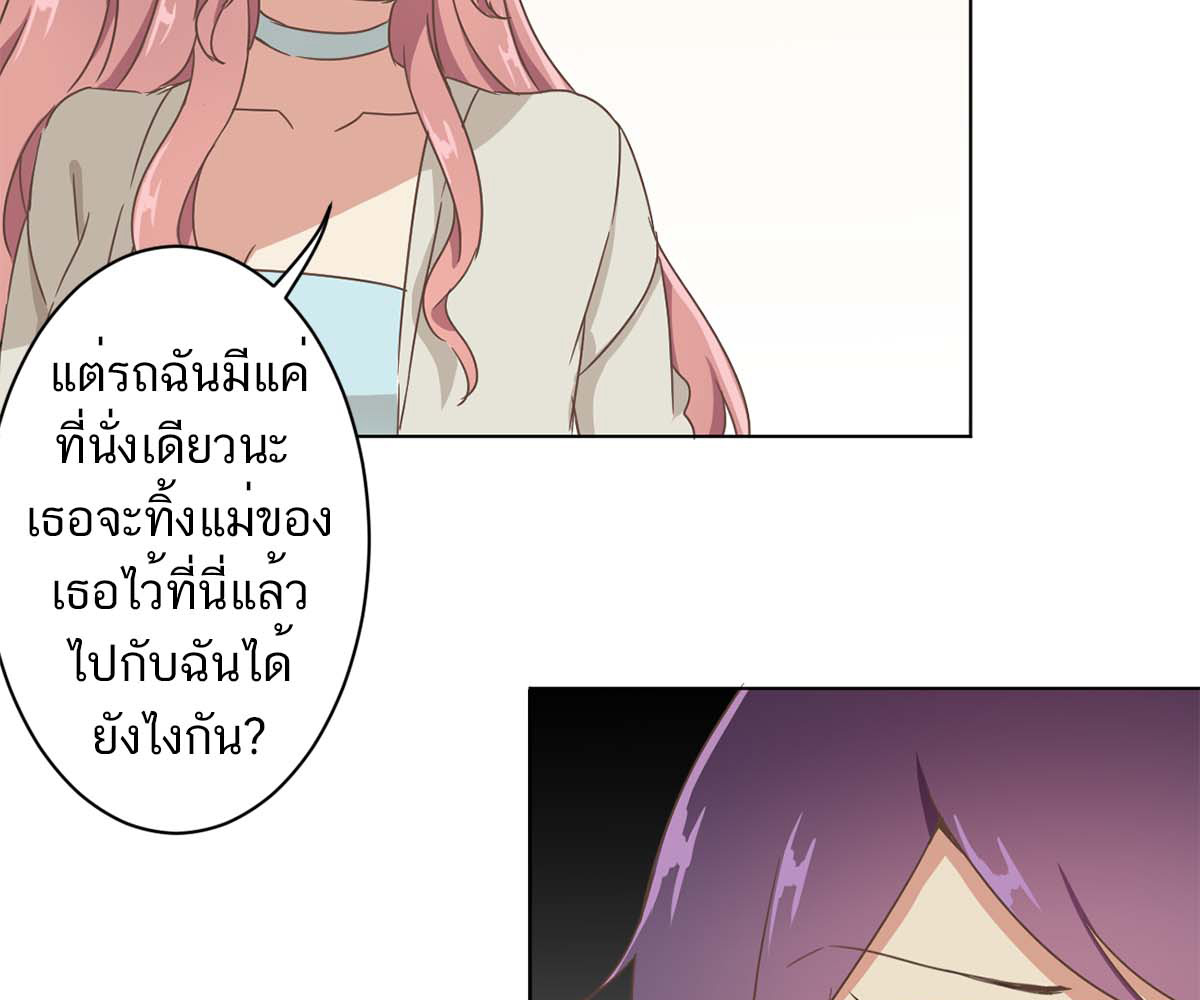 แต่รถฉันมีแค่
ที่นั่งเดียวนะ
เธอจะทิ้งแม่ของ
เธอไว้ที่นี่แล้ว
ไปกับฉันได้
ยังไงกัน?